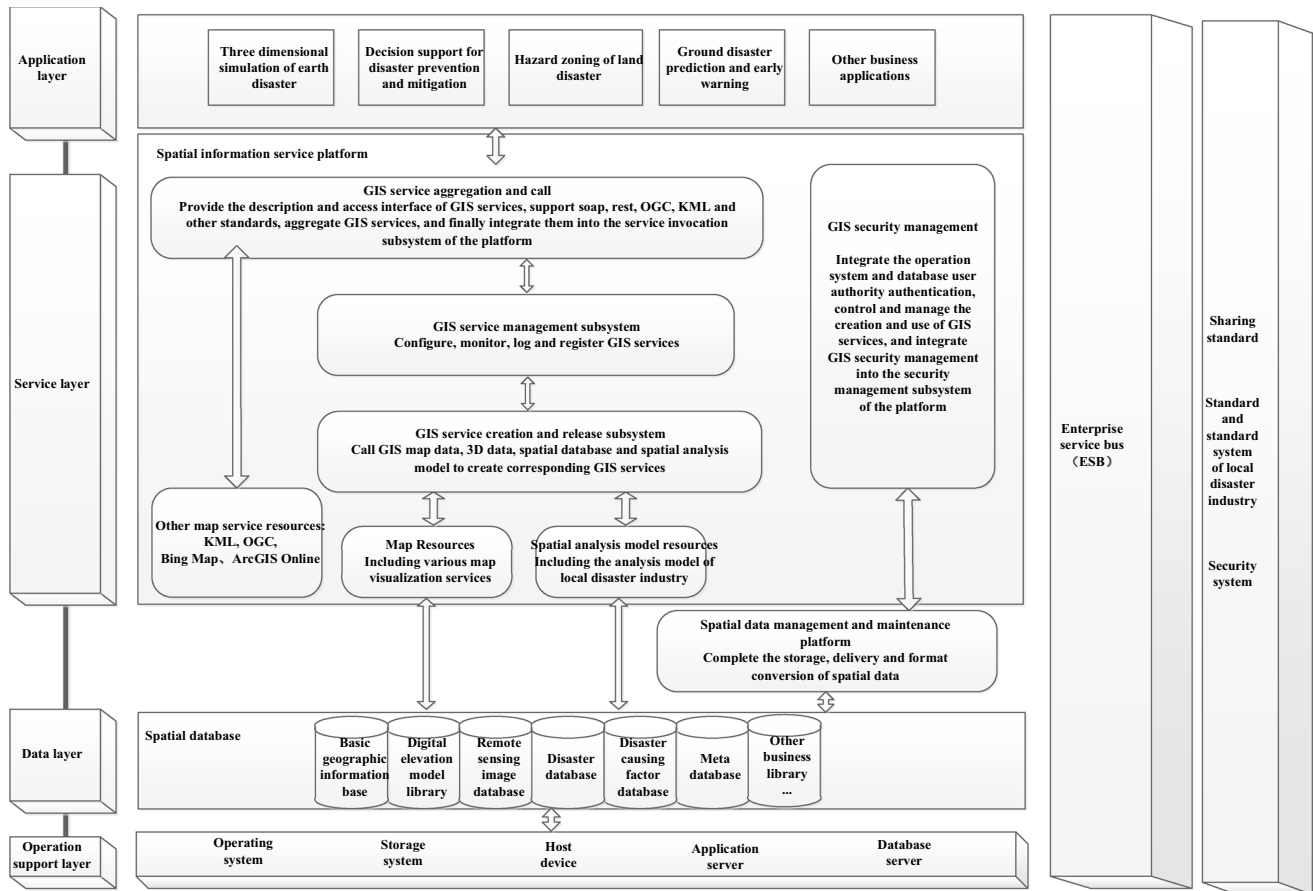 Application
layer
Three dimensional
simulation of earth
disaster
Decision support for
disaster prevention
and mitigation
Hazard zoning of land
disaster
Ground disaster
prediction and early
warning
Other business
applications
Spatial information service platform
GIS service aggregation and call
Provide the description and access interface of GIS services, support soap, rest, OGC, KML and
other standards, aggregate GIS services, and finally integrate them into the service invocation
subsystem of the platform
GIS security management
Integrate the operation
system and database user
authority authentication,
control and manage the
creation and use of GIS
services, and integrate
GIS security management
into the security
management subsystem
of the platform
GIS service management subsystem
Configure, monitor, log and register GIS services
Service layer
GIS service creation and release subsystem
Call GIS map data, 3D data, spatial database and spatial analysis
model to create corresponding GIS services
Other map service resources:
KML, OGC,
Bing Map、ArcGIS Online
Map Resources
Including various map
visualization services
Spatial analysis model resources
Including the analysis model of
local disaster industry
Spatial data management and maintenance
platform
Complete the storage, delivery and format
conversion of spatial data
Data layer
Spatial database
Basic
geographic
information
base
Digital
elevation
model
library
Remote
sensing
image
database
Disaster
database
Disaster
causing
factor
database
Meta
database
Other
business
library
...
Operation
support layer
Operating
system
Storage
system
Host
device
Application
server
Database
server
Enterprise
service bus
（ESB）
Sharing
standard
Standard
and
standard
system
of local
disaster
industry
Security
system